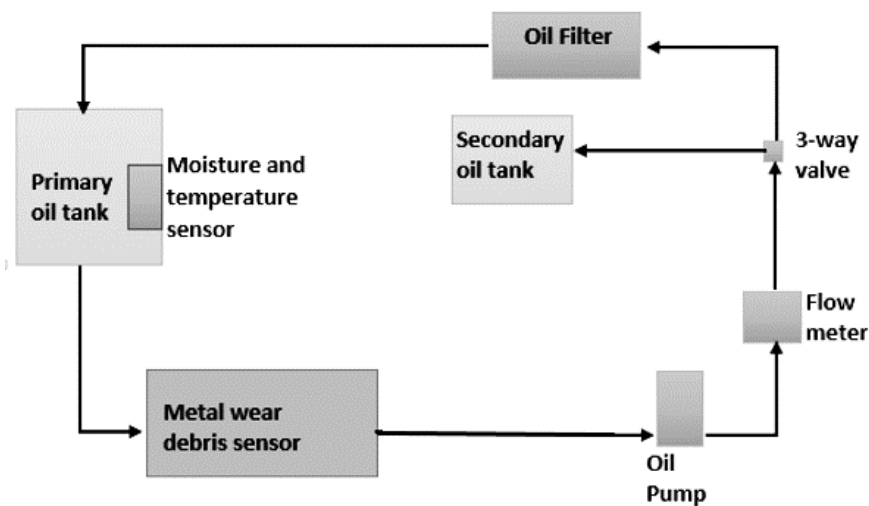 Oil Filter
Secondary
oil tank
3-way
valve
Primary
oil tank
Moisture and
temperature
sensor
Flow
meter
Metal wear
debris sensor
Oil
Pump